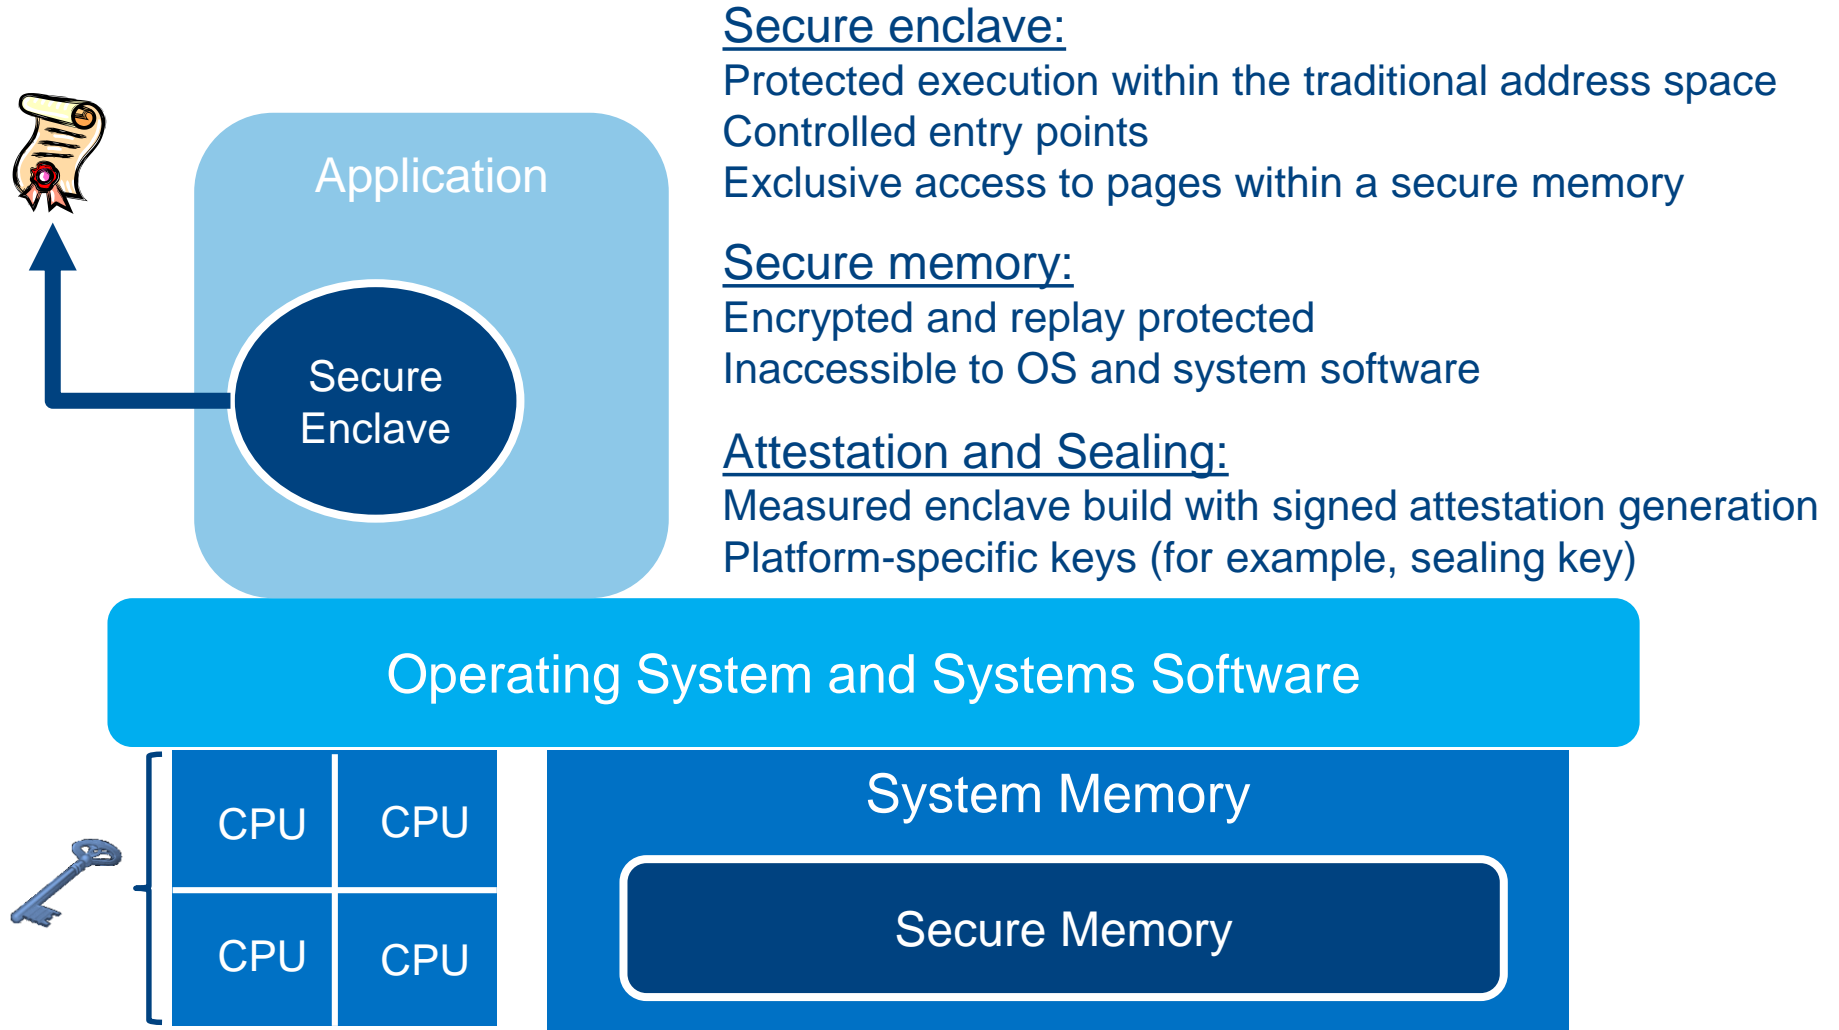 Secure enclave:
Protected execution within the traditional address space
Controlled entry points
Exclusive access to pages within a secure memory
Secure memory:
Encrypted and replay protected
Inaccessible to OS and system software
Attestation and Sealing:
Measured enclave build with signed attestation generation
Platform-specific keys (for example, sealing key)
Application
Secure
Enclave
Operating System and Systems Software
CPU
CPU
CPU
CPU
System Memory
Secure Memory